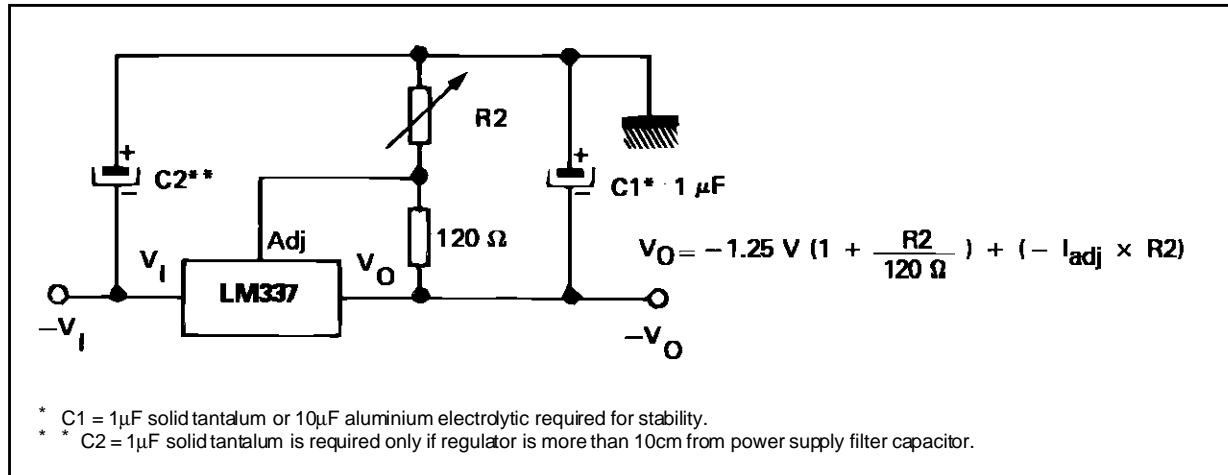 +
R2
+
C2**
−
C1* 1 μF
−
Adj
120 Ω
V_I
V_O
V_O = −1.25 V (1 + R2 / 120 Ω) + (− I_adj × R2)
LM337
−V_I
−V_O
* C1 = 1μF solid tantalum or 10μF aluminium electrolytic required for stability.
* * C2 = 1μF solid tantalum is required only if regulator is more than 10cm from power supply filter capacitor.